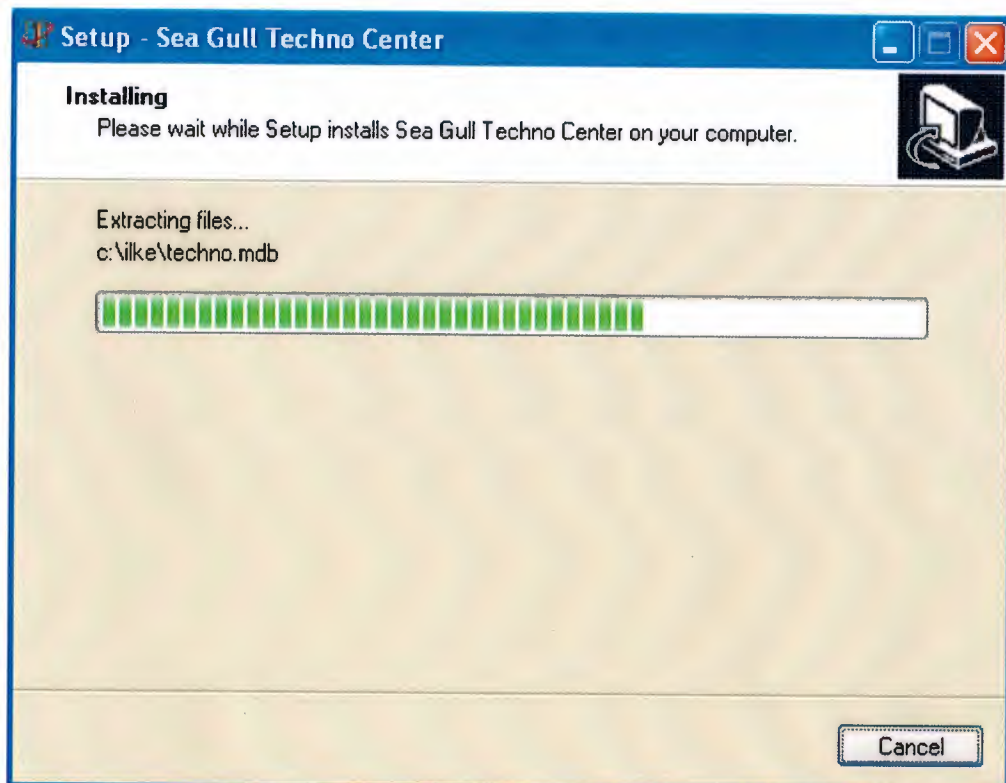 Setup - Sea Gull Techno Center
Installing
Please wait while Setup installs Sea Gull Techno Center on your computer.
Extracting files...
c:\ilke\techno.mdb
Cancel